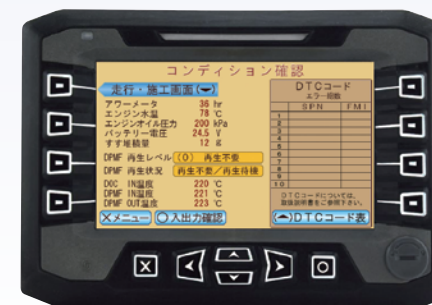 コンディション確認
走行・施工画面(▼)
アワーメータ 36 hr
エンジン水温 78 ℃
エンジンオイル圧力 200 kPa
バッテリー電圧 24.5 V
すす堆積量 12 g
DPMF 再生レベル (0) 再生不要
DPMF 再生状況 再生不要/再生待機
DOC IN温度 220 ℃
DPMF IN温度 221 ℃
DPMF OUT温度 223 ℃
×メニュー ○入出力確認
DTCコード
エラー個数
SPN FMI
1
2
3
4
5
6
7
8
9
10
DTCコードについては、
取扱説明書をご参照下さい。
(▲)DTCコード表